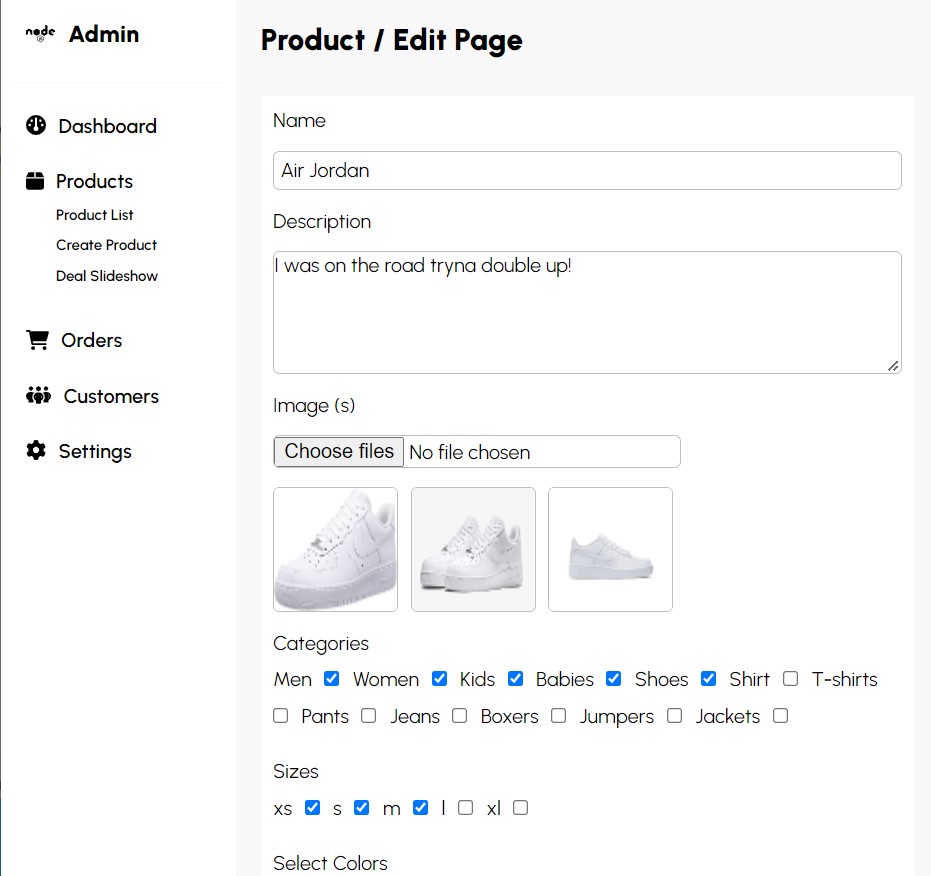 node Admin
Product / Edit Page
Dashboard
Products
Product List
Create Product
Deal Slideshow
Orders
Customers
Settings
Name
Air Jordan
Description
I was on the road tryna double up!
Image (s)
Choose files No file chosen
Categories
Men Women Kids Babies Shoes Shirt T-shirts
Pants Jeans Boxers Jumpers Jackets
Sizes
xs s m l xl
Select Colors